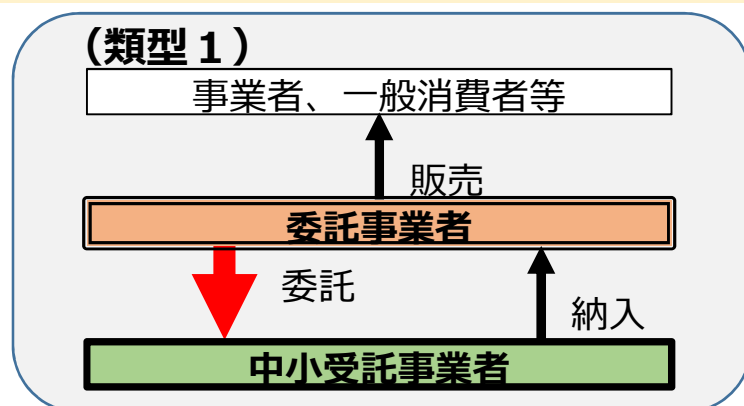 （類型１）
事業者、一般消費者等
販売
委託事業者
委託
納入
中小受託事業者